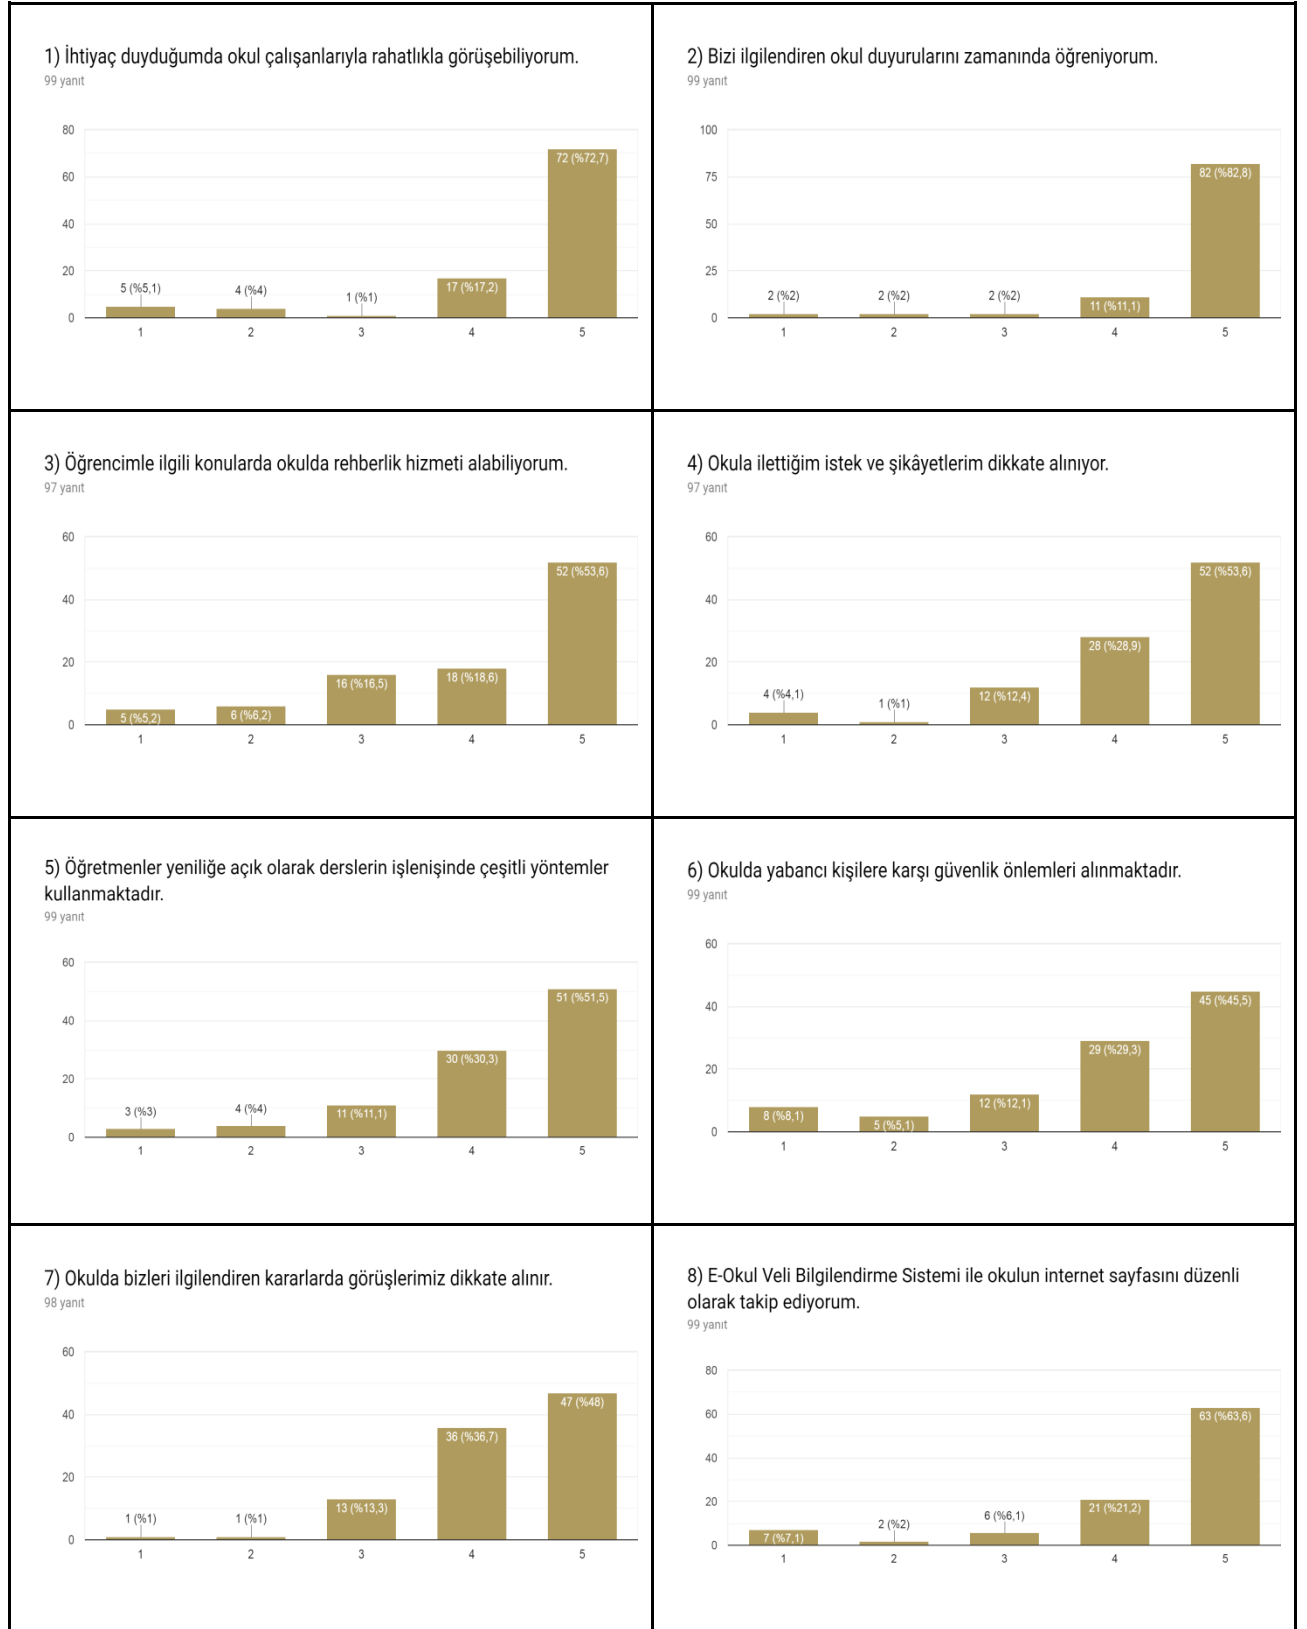 1) İhtiyaç duyduğumda okul çalışanlarıyla rahatlıkla görüşebiliyorum.
99 yanıt
80
60
40
20
0
5 (%5,1)
4 (%4)
1 (%1)
17 (%17,2)
72 (%72,7)
1 2 3 4 5
2) Bizi ilgilendiren okul duyurularını zamanında öğreniyorum.
99 yanıt
100
75
50
25
0
2 (%2)
2 (%2)
2 (%2)
11 (%11,1)
82 (%82,8)
1 2 3 4 5
3) Öğrencimle ilgili konularda okulda rehberlik hizmeti alabiliyorum.
97 yanıt
60
40
20
0
5 (%5,2)
6 (%6,2)
16 (%16,5)
18 (%18,6)
52 (%53,6)
1 2 3 4 5
4) Okula ilettiğim istek ve şikâyetlerim dikkate alınıyor.
97 yanıt
60
40
20
0
4 (%4,1)
1 (%1)
12 (%12,4)
28 (%28,9)
52 (%53,6)
1 2 3 4 5
5) Öğretmenler yeniliğe açık olarak derslerin işlenişinde çeşitli yöntemler
kullanmaktadır.
99 yanıt
60
40
20
0
3 (%3)
4 (%4)
11 (%11,1)
30 (%30,3)
51 (%51,5)
1 2 3 4 5
6) Okulda yabancı kişilere karşı güvenlik önlemleri alınmaktadır.
99 yanıt
60
40
20
0
8 (%8,1)
5 (%5,1)
12 (%12,1)
29 (%29,3)
45 (%45,5)
1 2 3 4 5
7) Okulda bizleri ilgilendiren kararlarda görüşlerimiz dikkate alınır.
98 yanıt
60
40
20
0
1 (%1)
1 (%1)
13 (%13,3)
36 (%36,7)
47 (%48)
1 2 3 4 5
8) E-Okul Veli Bilgilendirme Sistemi ile okulun internet sayfasını düzenli
olarak takip ediyorum.
99 yanıt
80
60
40
20
0
7 (%7,1)
2 (%2)
6 (%6,1)
21 (%21,2)
63 (%63,6)
1 2 3 4 5